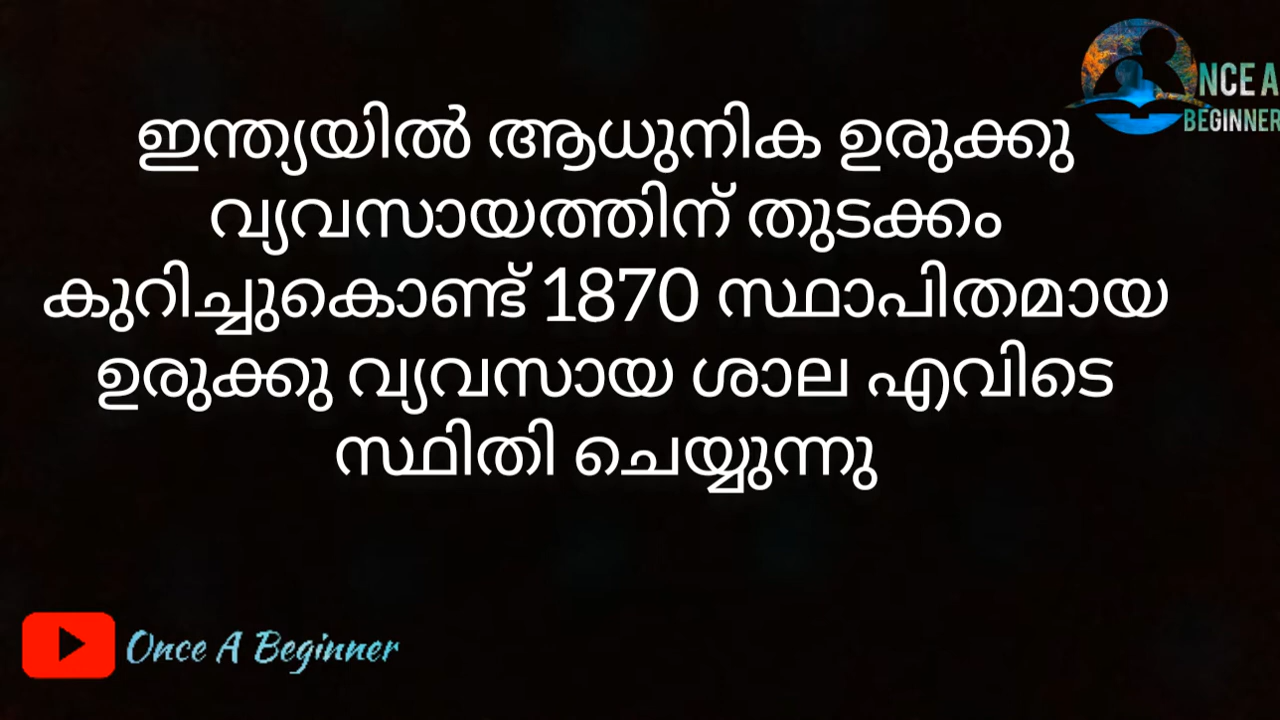 NCE A
BEGINNER
ഇന്ത്യയിൽ ആധുനിക ഉരുക്കു
വ്യവസായത്തിന് തുടക്കം
കുറിച്ചുകൊണ്ട് 1870 സ്ഥാപിതമായ
ഉരുക്കു വ്യവസായ ശാല എവിടെ
സ്ഥിതി ചെയ്യുന്നു
Once A Beginner